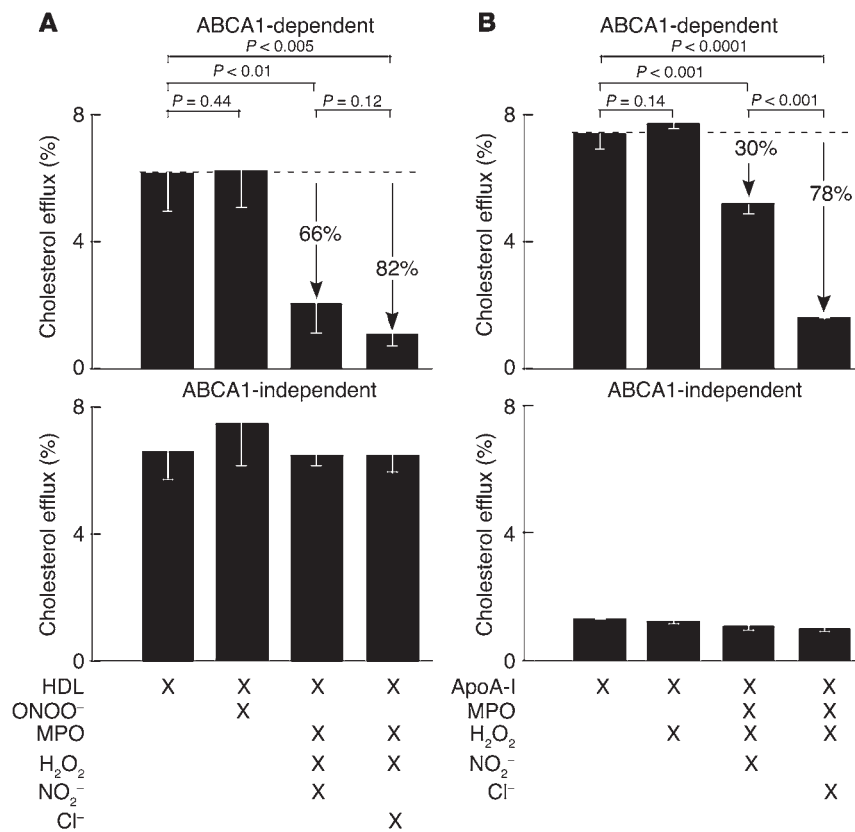 A
ABCA1-dependent
P < 0.005
P < 0.01
P = 0.44
P = 0.12
8
4
0
Cholesterol efflux (%)
66%
82%
ABCA1-independent
8
4
0
Cholesterol efflux (%)
HDL X X X X
ONOO⁻ X
MPO X X
H₂O₂ X X
NO₂⁻ X
Cl⁻ X
B
ABCA1-dependent
P < 0.0001
P < 0.001
P = 0.14
P < 0.001
8
4
0
Cholesterol efflux (%)
30%
78%
ABCA1-independent
8
4
0
Cholesterol efflux (%)
ApoA-I X X X X
MPO X X
H₂O₂ X X X
NO₂⁻ X
Cl⁻ X